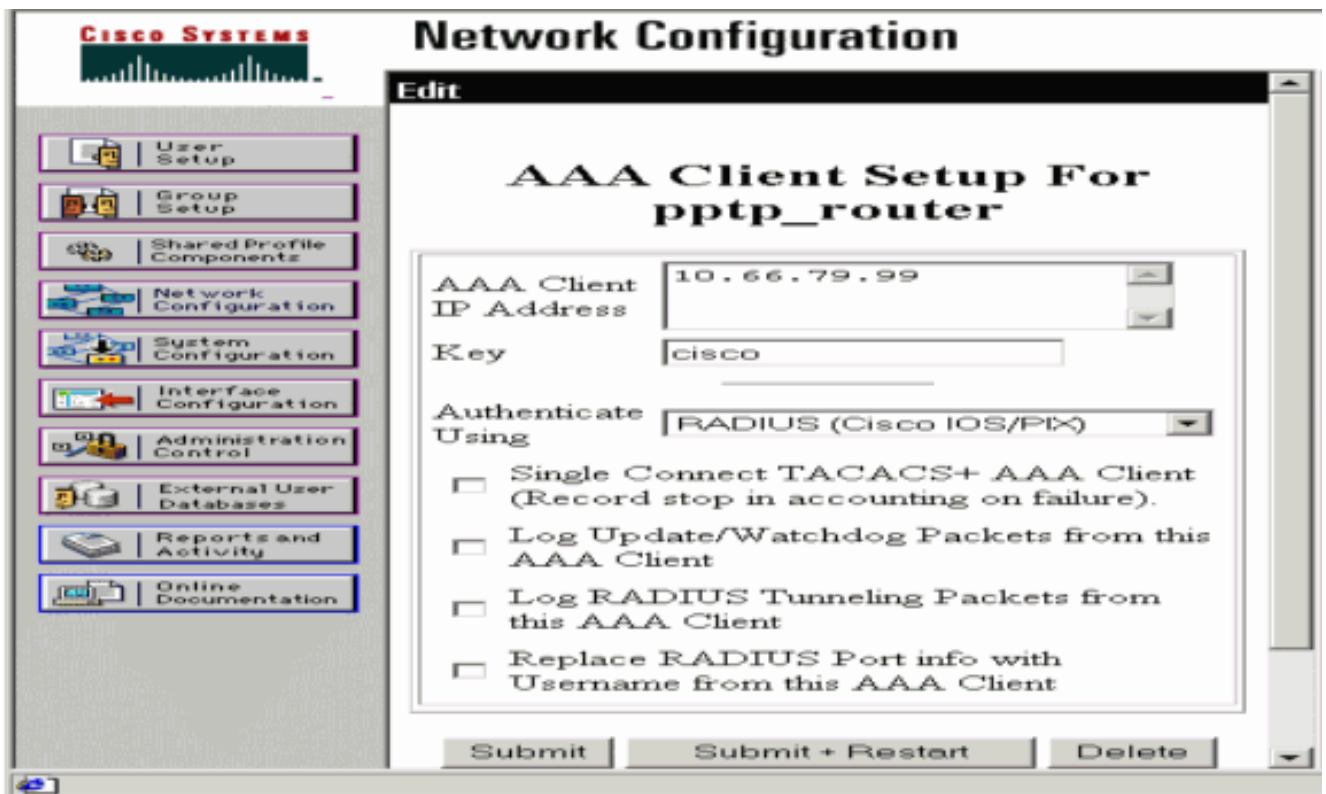 CISCO SYSTEMS
Network Configuration
User
Setup
Group
Setup
Shared Profile
Components
Network
Configuration
System
Configuration
Interface
Configuration
Administration
Control
External User
Databases
Reports and
Activity
Online
Documentation
Edit
AAA Client Setup For
pptp_router
AAA Client
IP Address
10.66.79.99
Key
cisco
Authenticate
Using
RADIUS (Cisco IOS/PIX)
Single Connect TACACS+ AAA Client
(Record stop in accounting on failure).
Log Update/Watchdog Packets from this
AAA Client
Log RADIUS Tunneling Packets from
this AAA Client
Replace RADIUS Port info with
Username from this AAA Client
Submit
Submit + Restart
Delete